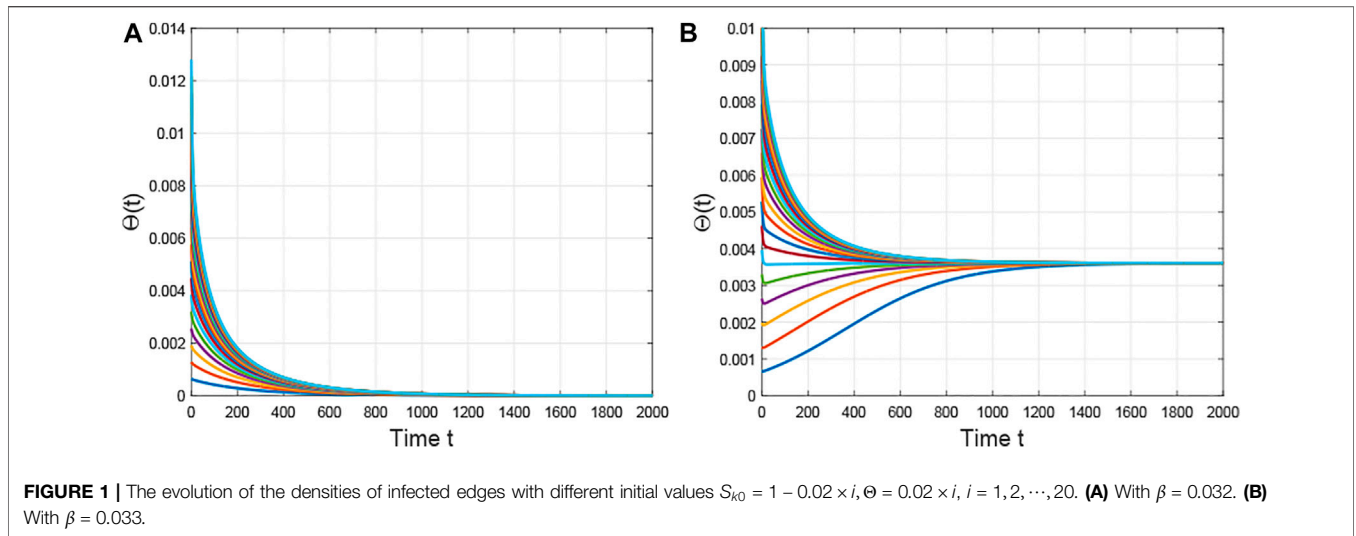 A
0.014
0.012
0.01
0.008
0.006
0.004
0.002
0
Θ(t)
0 200 400 600 800 1000 1200 1400 1600 1800 2000
Time t
B
0.01
0.009
0.008
0.007
0.006
0.005
0.004
0.003
0.002
0.001
0
Θ(t)
0 200 400 600 800 1000 1200 1400 1600 1800 2000
Time t
FIGURE 1 | The evolution of the densities of infected edges with different initial values Sk0 = 1 – 0.02 × i, Θ = 0.02 × i, i = 1, 2, ⋯, 20. (A) With β = 0.032. (B)
With β = 0.033.